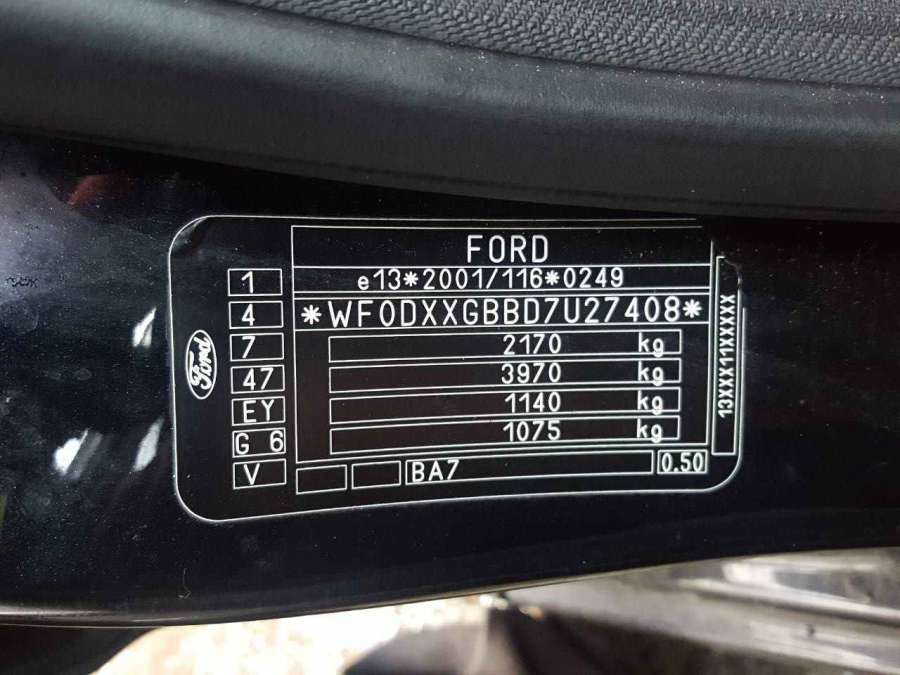 FORD
e13*2001/116*0249
*WF0DXXGBBD7U27408*
2170 kg
3970 kg
1140 kg
1075 kg
BA7 0.50
1
4
7
47
EY
G 6
V
Ford
13XXX11XXXXX